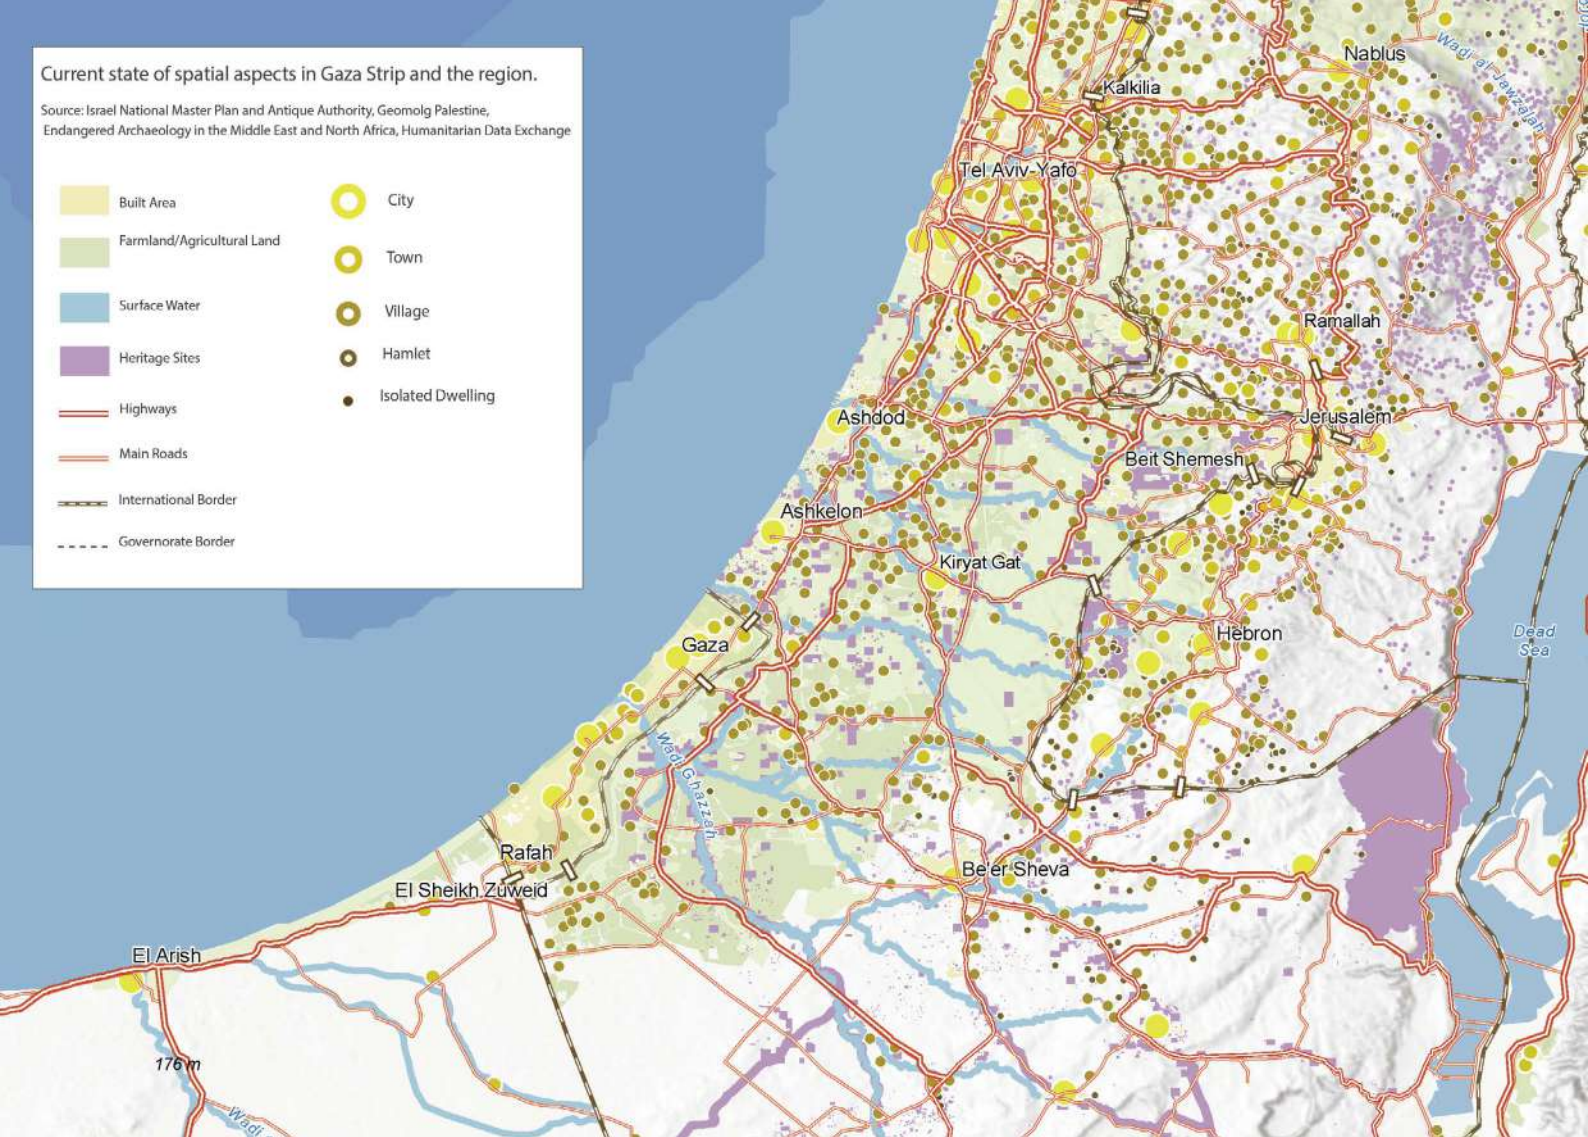 Current state of spatial aspects in Gaza Strip and the region.
Source: Israel National Master Plan and Antique Authority, Geomolg Palestine,
Endangered Archaeology in the Middle East and North Africa, Humanitarian Data Exchange
Built Area
City
Farmland/Agricultural Land
Town
Surface Water
Village
Heritage Sites
Hamlet
Highways
Isolated Dwelling
Main Roads
International Border
Governorate Border
Nablus
Wadi al Jawzalah
Kalkilia
Tel Aviv-Yafo
Ramallah
Ashdod
Jerusalem
Beit Shemesh
Ashkelon
Kiryat Gat
Gaza
Hebron
Dead
Sea
Wadi Ghazzah
Rafah
Be'er Sheva
El Sheikh Zuweid
El Arish
176 m
Wadi